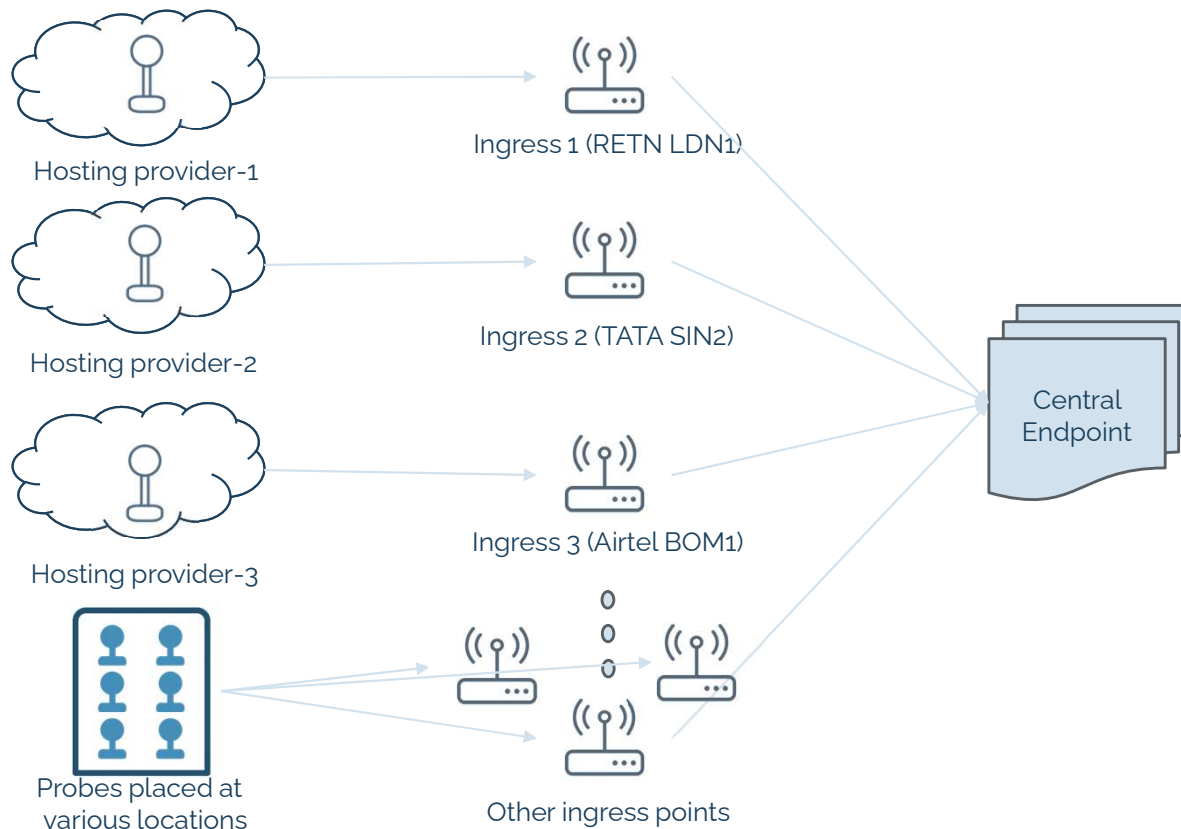 Hosting provider-1
Ingress 1 (RETN LDN1)
Hosting provider-2
Ingress 2 (TATA SIN2)
Central
Endpoint
Hosting provider-3
Ingress 3 (Airtel BOM1)
Probes placed at
various locations
Other ingress points